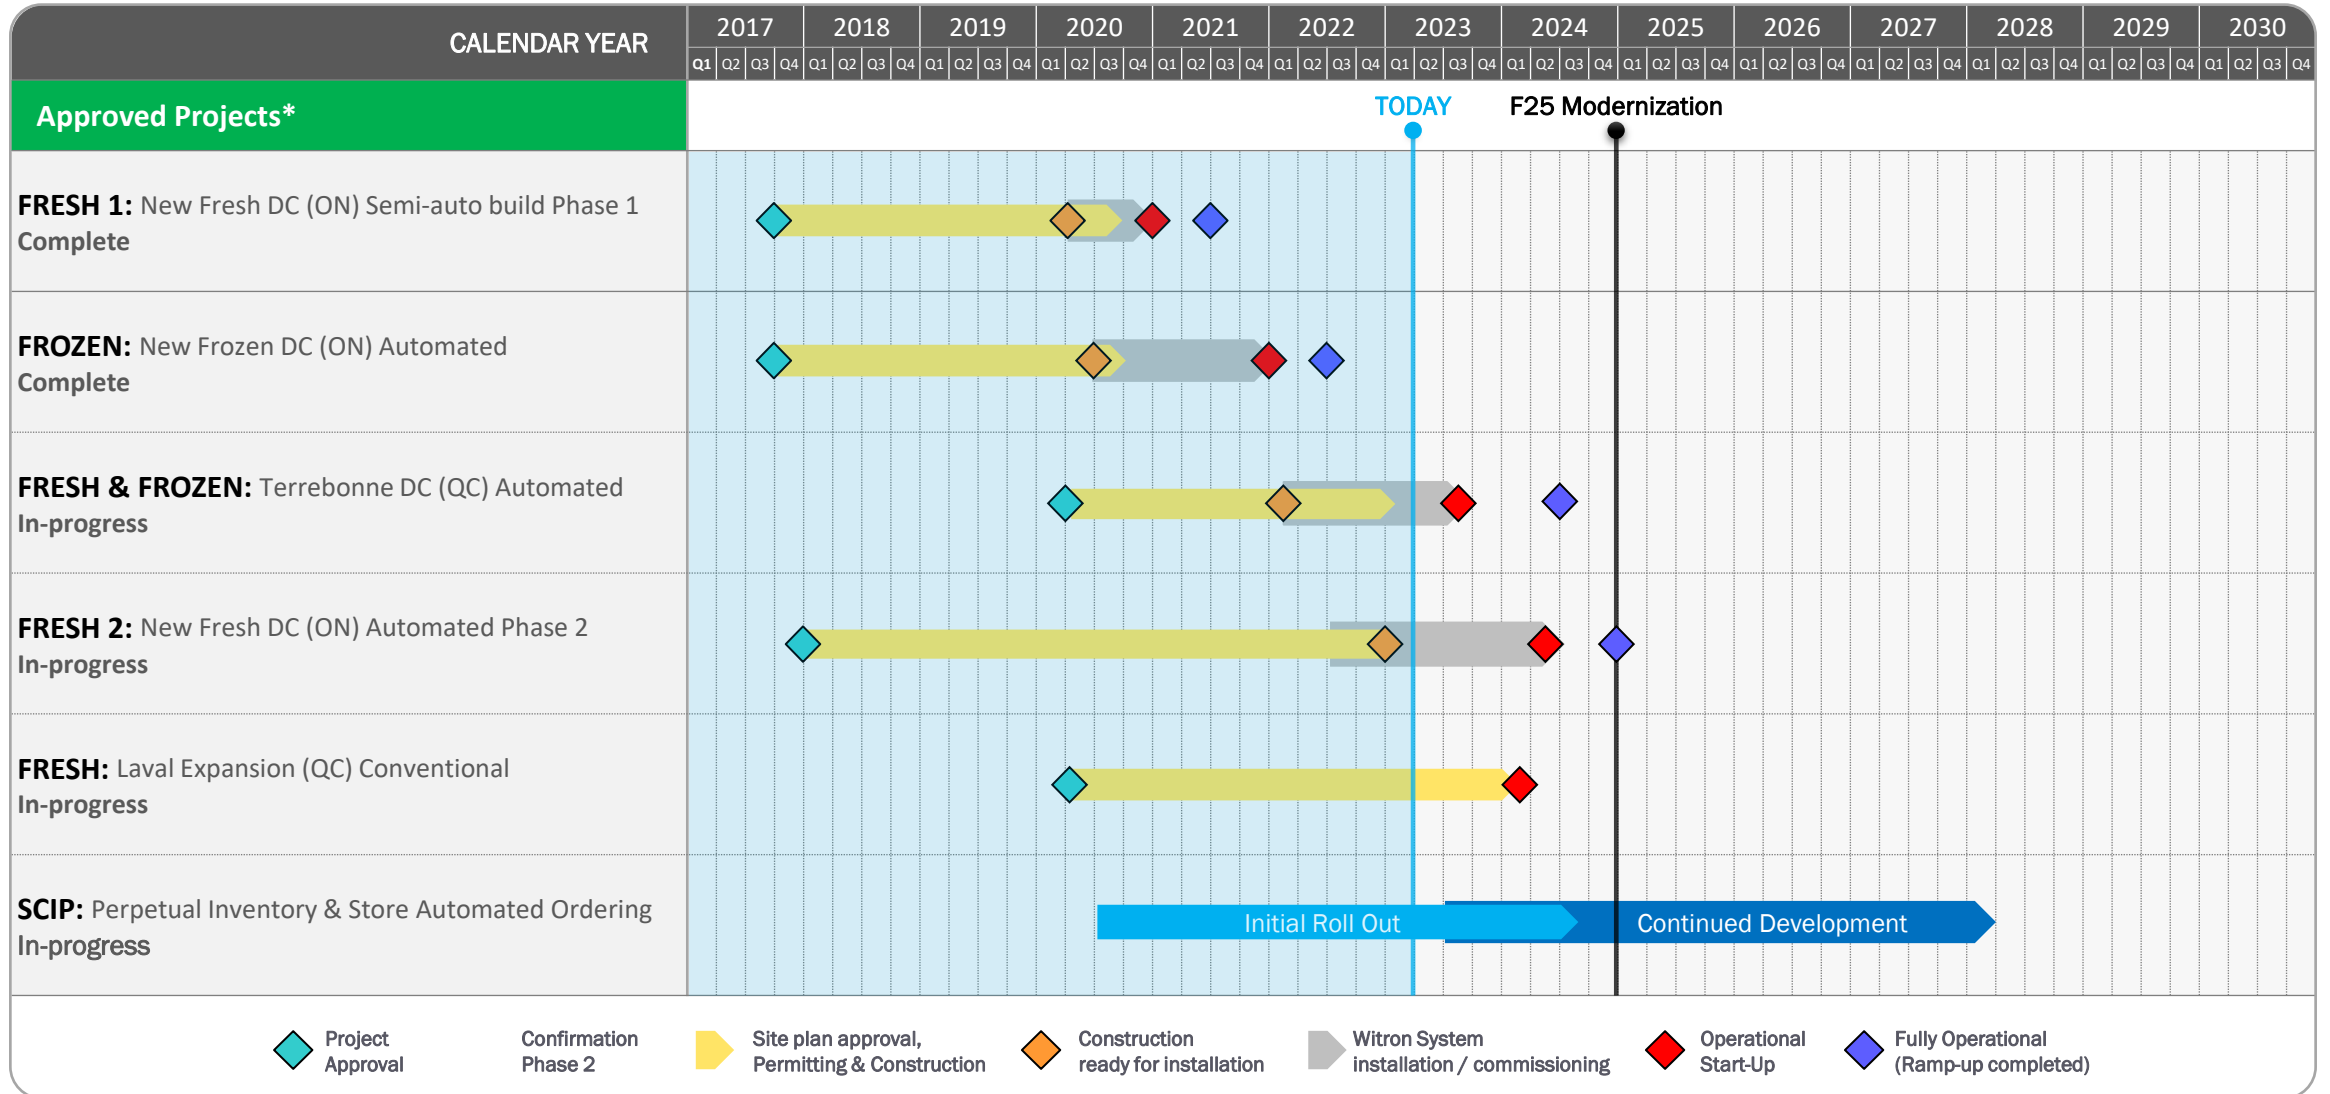 CALENDAR YEAR
2017 2018 2019 2020 2021 2022 2023 2024 2025 2026 2027 2028 2029 2030
Q1 Q2 Q3 Q4 Q1 Q2 Q3 Q4 Q1 Q2 Q3 Q4 Q1 Q2 Q3 Q4 Q1 Q2 Q3 Q4 Q1 Q2 Q3 Q4 Q1 Q2 Q3 Q4 Q1 Q2 Q3 Q4 Q1 Q2 Q3 Q4 Q1 Q2 Q3 Q4 Q1 Q2 Q3 Q4 Q1 Q2 Q3 Q4 Q1 Q2 Q3 Q4 Q1 Q2 Q3 Q4
Approved Projects*
TODAY
F25 Modernization
FRESH 1: New Fresh DC (ON) Semi-auto build Phase 1
Complete
FROZEN: New Frozen DC (ON) Automated
Complete
FRESH & FROZEN: Terrebonne DC (QC) Automated
In-progress
FRESH 2: New Fresh DC (ON) Automated Phase 2
In-progress
FRESH: Laval Expansion (QC) Conventional
In-progress
SCIP: Perpetual Inventory & Store Automated Ordering
In-progress
Initial Roll Out
Continued Development
Project
Approval
Confirmation
Phase 2
Site plan approval,
Permitting & Construction
Construction
ready for installation
Witron System
installation / commissioning
Operational
Start-Up
Fully Operational
(Ramp-up completed)